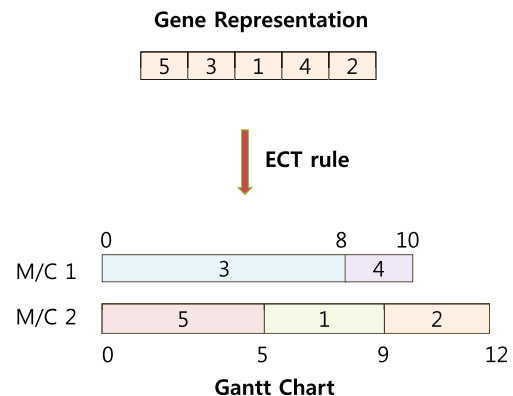 Gene Representation
5 3 1 4 2
ECT rule
0 8 10
M/C 1 3 4
M/C 2 5 1 2
0 5 9 12
Gantt Chart